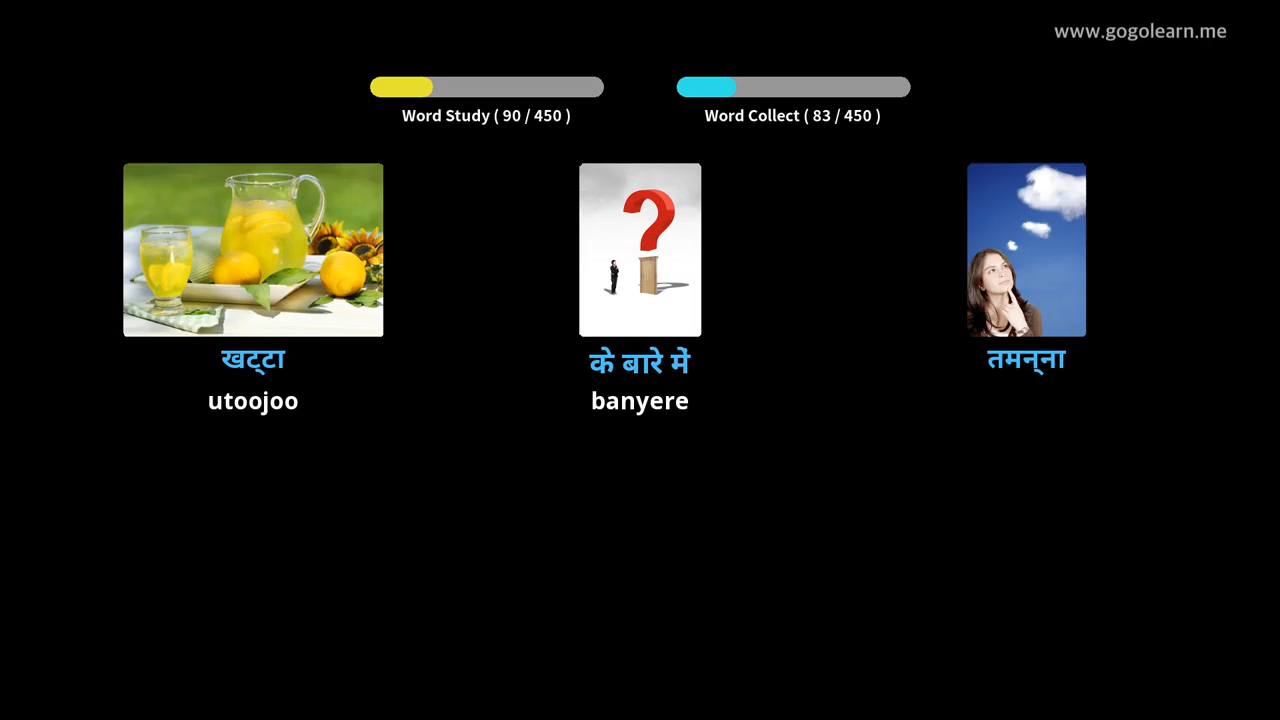 www.gogolearn.me
Word Study ( 90 / 450 )
Word Collect ( 83 / 450 )
खट्‌टा
के बारे में
तमन्‌ना
utoojoo
banyere